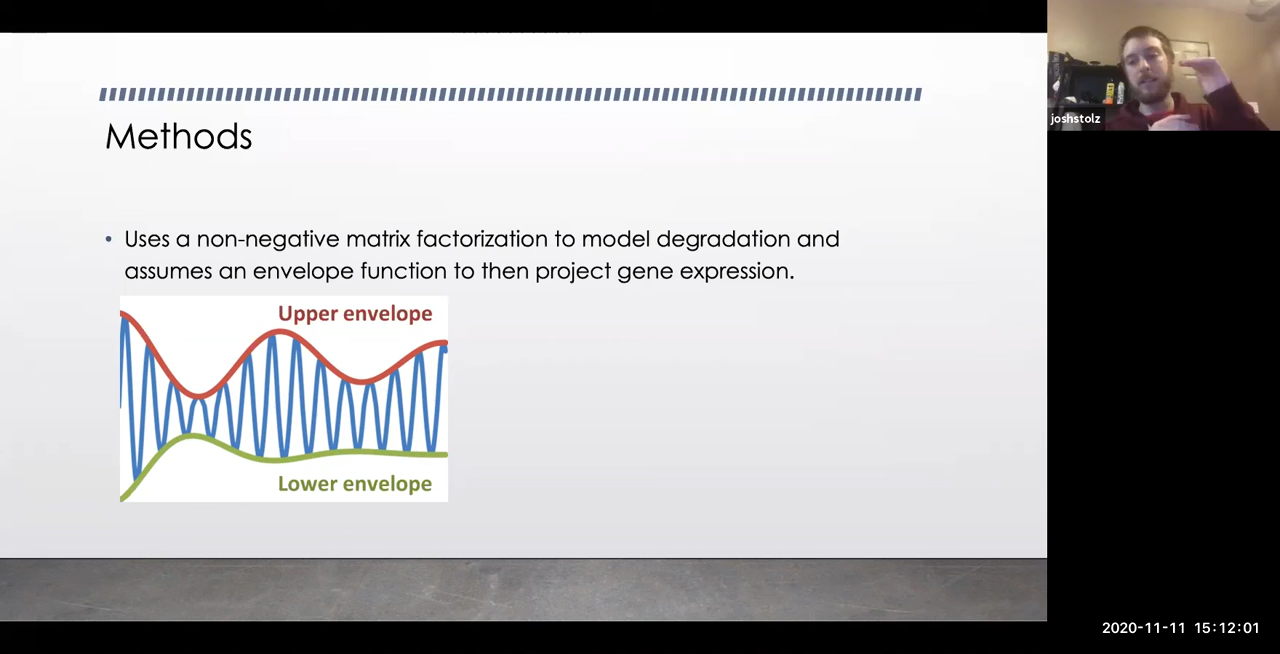 joshstolz
Methods
• Uses a non-negative matrix factorization to model degradation and
assumes an envelope function to then project gene expression.
Upper envelope
Lower envelope
2020-11-11 15:12:01